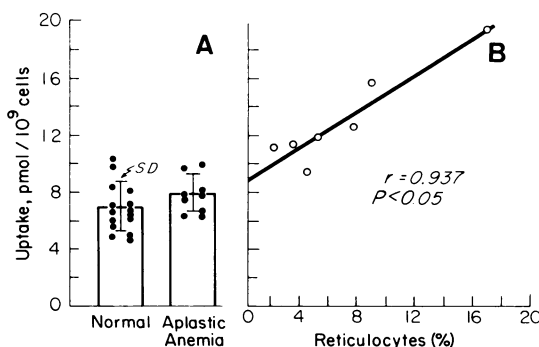 Uptake, pmol / 10⁹ cells
20
16
12
8
4
0
A
SD
Normal
Aplastic
Anemia
B
r = 0.937
P<0.05
0 4 8 12 16 20
Reticulocytes (%)